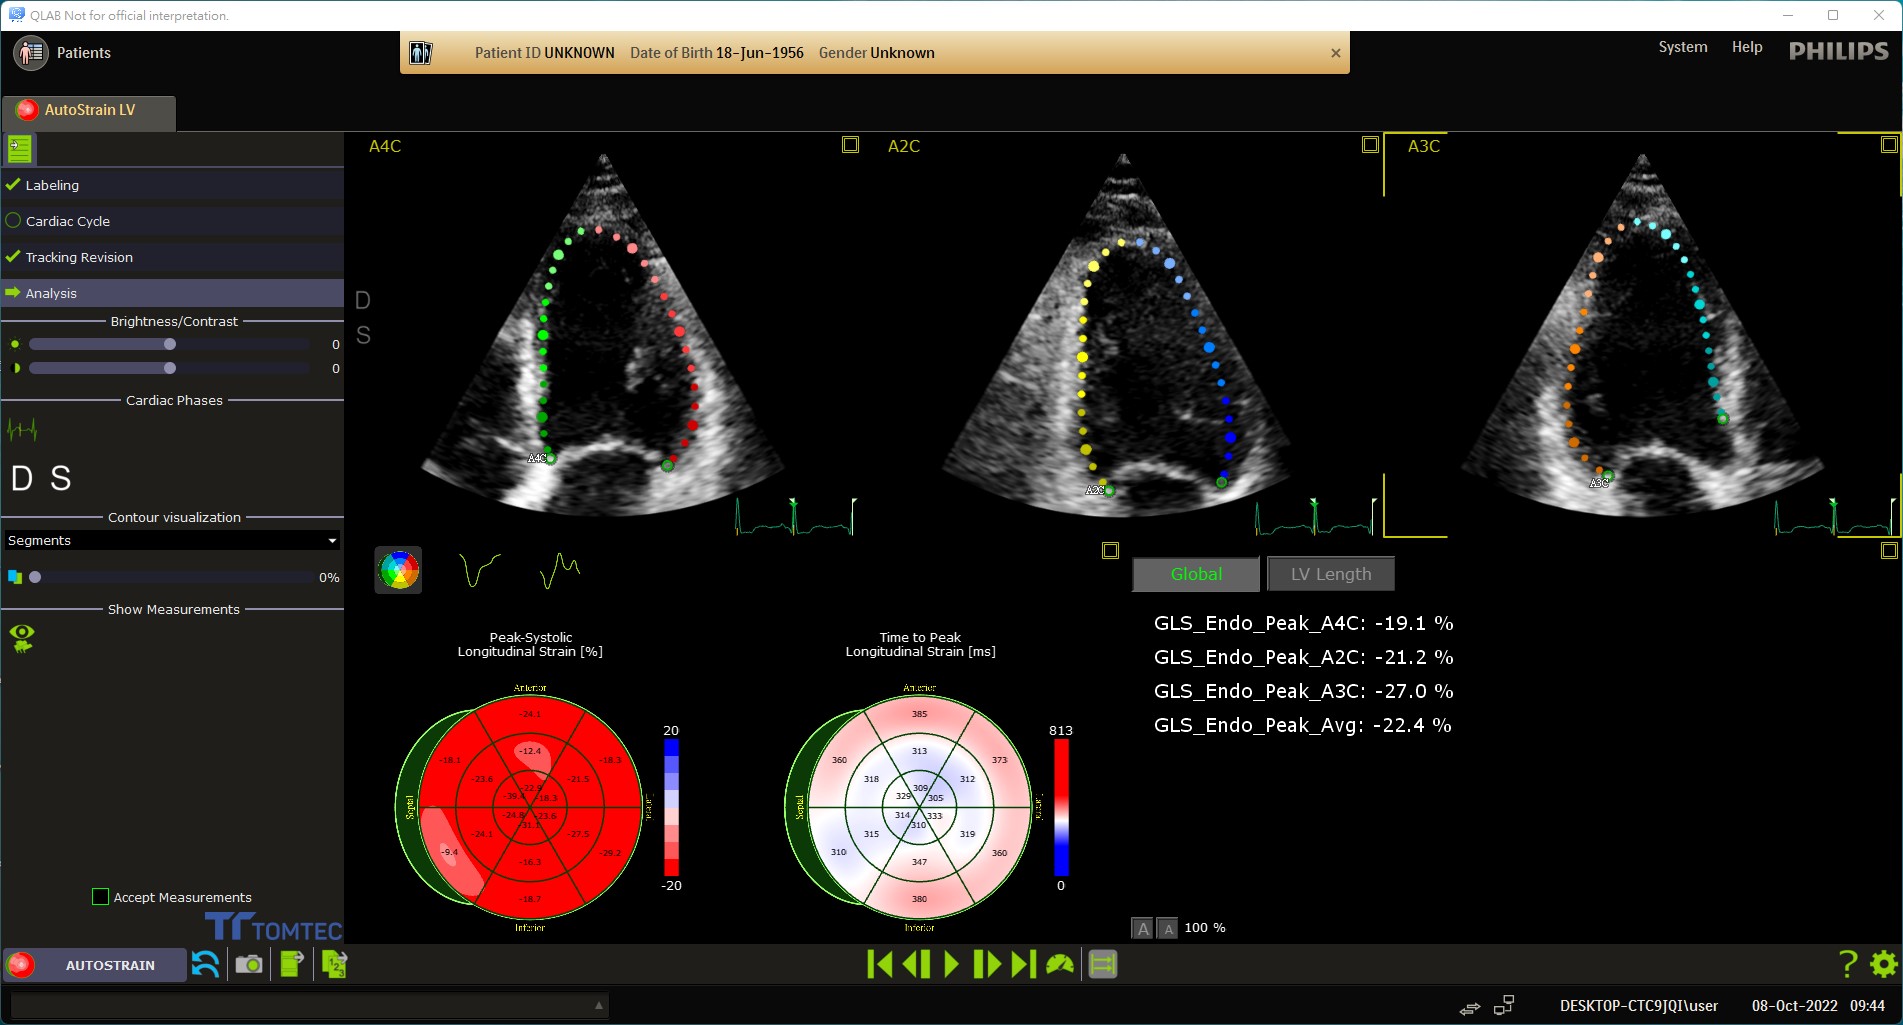 QLAB Not for official interpretation.
Patients
Patient ID UNKNOWN Date of Birth 18-Jun-1956 Gender Unknown
System Help PHILIPS
AutoStrain LV
Labeling
Cardiac Cycle
Tracking Revision
Analysis
Brightness/Contrast
0
0
Cardiac Phases
D S
Contour visualization
Segments
0%
Show Measurements
Accept Measurements
TOMTEC
A4C
A2C
A3C
D
S
A4C
A2C
A3C
Peak-Systolic
Longitudinal Strain [%]
Anterior
-24.1
-12.4
-18.1
-18.3
-23.6
-21.5
-22.9
-18.3
-24.8
-23.6
-31.1
-24.1
-27.5
-9.4
-29.2
-16.3
-18.7
Septal
Inferior
20
-20
Time to Peak
Longitudinal Strain [ms]
Anterior
385
313
360
373
318
312
309
329
305
314
333
310
315
319
310
360
347
380
Septal
Inferior
813
0
Global
LV Length
GLS_Endo_Peak_A4C: -19.1 %
GLS_Endo_Peak_A2C: -21.2 %
GLS_Endo_Peak_A3C: -27.0 %
GLS_Endo_Peak_Avg: -22.4 %
A A 100 %
AUTOSTRAIN
DESKTOP-CTC9JQI\user 08-Oct-2022 09:44